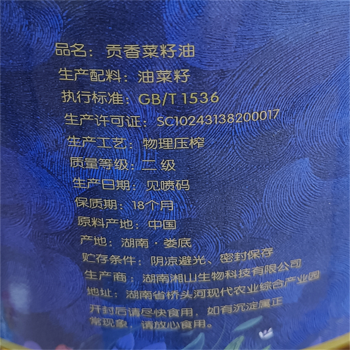 品名：贡香菜籽油
生产配料：油菜籽
执行标准：GB/T 1536
生产许可证：SC10243138200017
生产工艺：物理压榨
质量等级：二级
生产日期：见喷码
保质期：18个月
原料产地：中国
产地：湖南·娄底
贮存条件：阴凉避光、密封保存
生产商：湖南湘山生物科技有限公司
地址：湖南省桥头河现代农业综合产业园
开封后请尽快食用。如有沉淀属正
常现象，请放心食用。